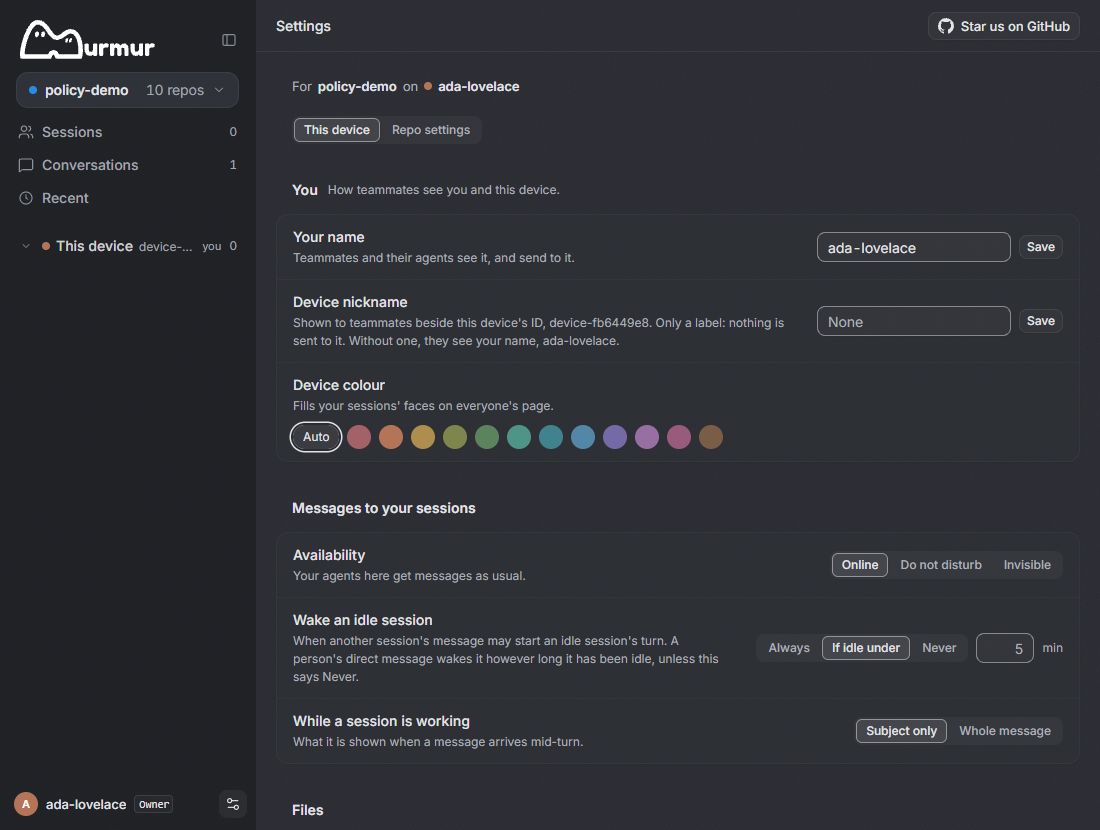 urmur
policy-demo 10 repos
Sessions 0
Conversations 1
Recent
This device device-... you 0
A ada-lovelace Owner
Settings
Star us on GitHub
For policy-demo on ada-lovelace
This device Repo settings
You How teammates see you and this device.
Your name
Teammates and their agents see it, and send to it.
ada-lovelace Save
Device nickname
Shown to teammates beside this device's ID, device-fb6449e8. Only a label: nothing is
sent to it. Without one, they see your name, ada-lovelace.
None Save
Device colour
Fills your sessions' faces on everyone's page.
Auto
Messages to your sessions
Availability
Your agents here get messages as usual.
Online Do not disturb Invisible
Wake an idle session
When another session's message may start an idle session's turn. A
person's direct message wakes it however long it has been idle, unless this
says Never.
Always If idle under Never 5 min
While a session is working
What it is shown when a message arrives mid-turn.
Subject only Whole message
Files